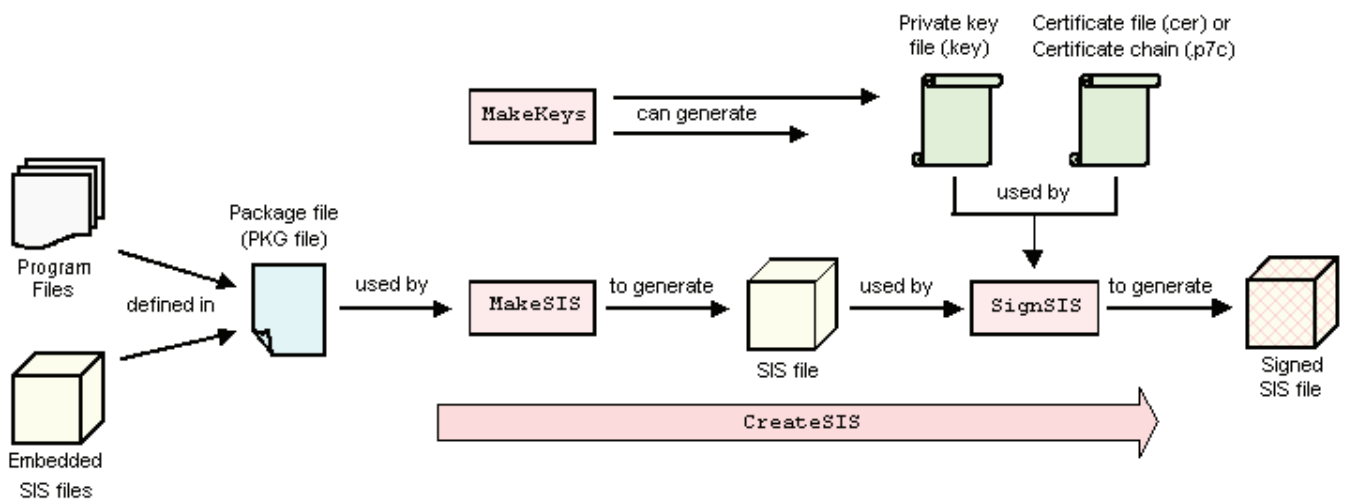 Private key
file (.key)
Certificate file (.cer) or
Certificate chain (.p7c)
MakeKeys
can generate
used by
Program
Files
Package file
(PKG file)
defined in
used by
MakeSIS
to generate
SIS file
used by
SignSIS
to generate
Signed
SIS file
Embedded
SIS files
CreateSIS